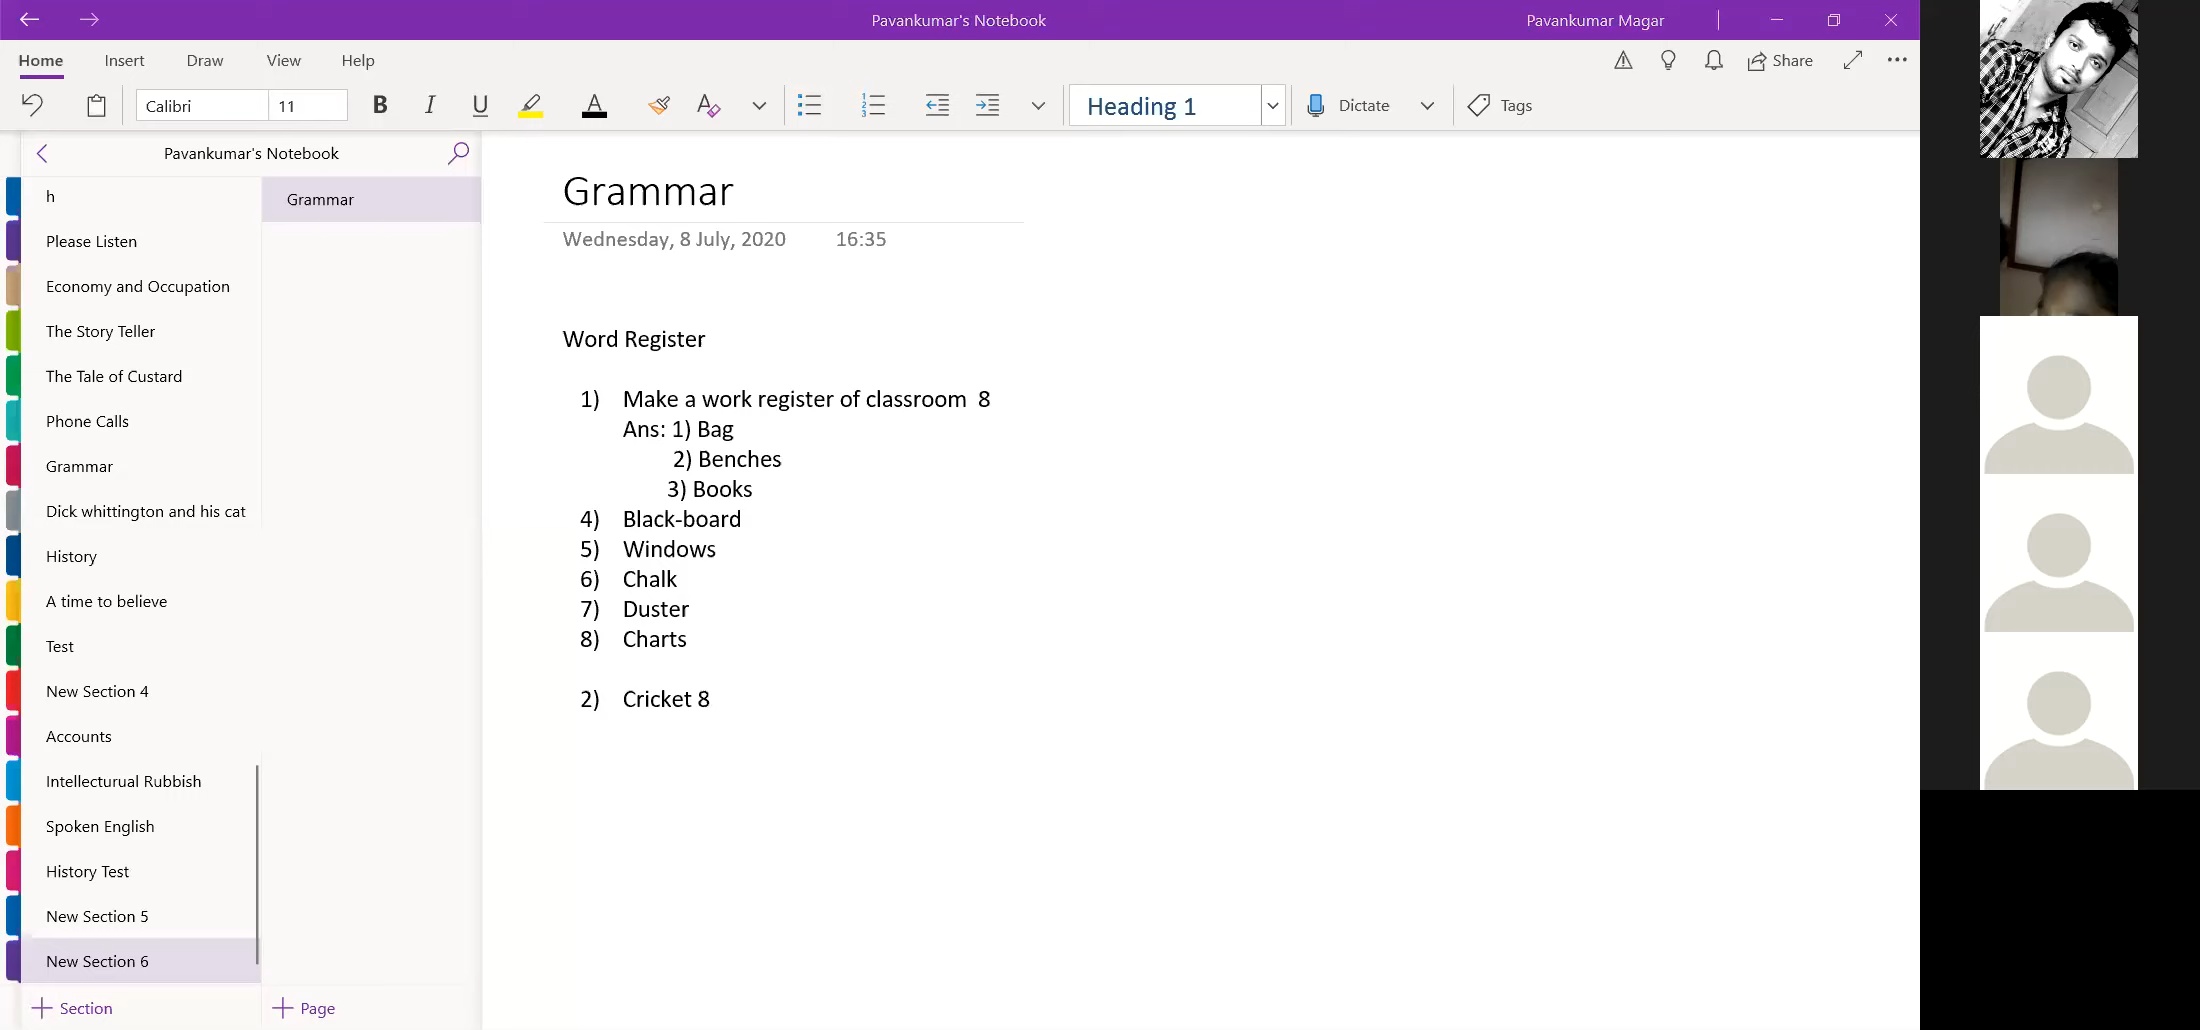 Pavankumar's Notebook
Pavankumar Magar
Home Insert Draw View Help
Share
Calibri 11 B I U A A Heading 1 Dictate Tags
Pavankumar's Notebook
h
Please Listen
Economy and Occupation
The Story Teller
The Tale of Custard
Phone Calls
Grammar
Dick whittington and his cat
History
A time to believe
Test
New Section 4
Accounts
Intellecturual Rubbish
Spoken English
History Test
New Section 5
New Section 6
+ Section
Grammar
+ Page
Grammar
Wednesday, 8 July, 2020 16:35
Word Register
1) Make a work register of classroom 8
Ans: 1) Bag
2) Benches
3) Books
4) Black-board
5) Windows
6) Chalk
7) Duster
8) Charts
2) Cricket 8